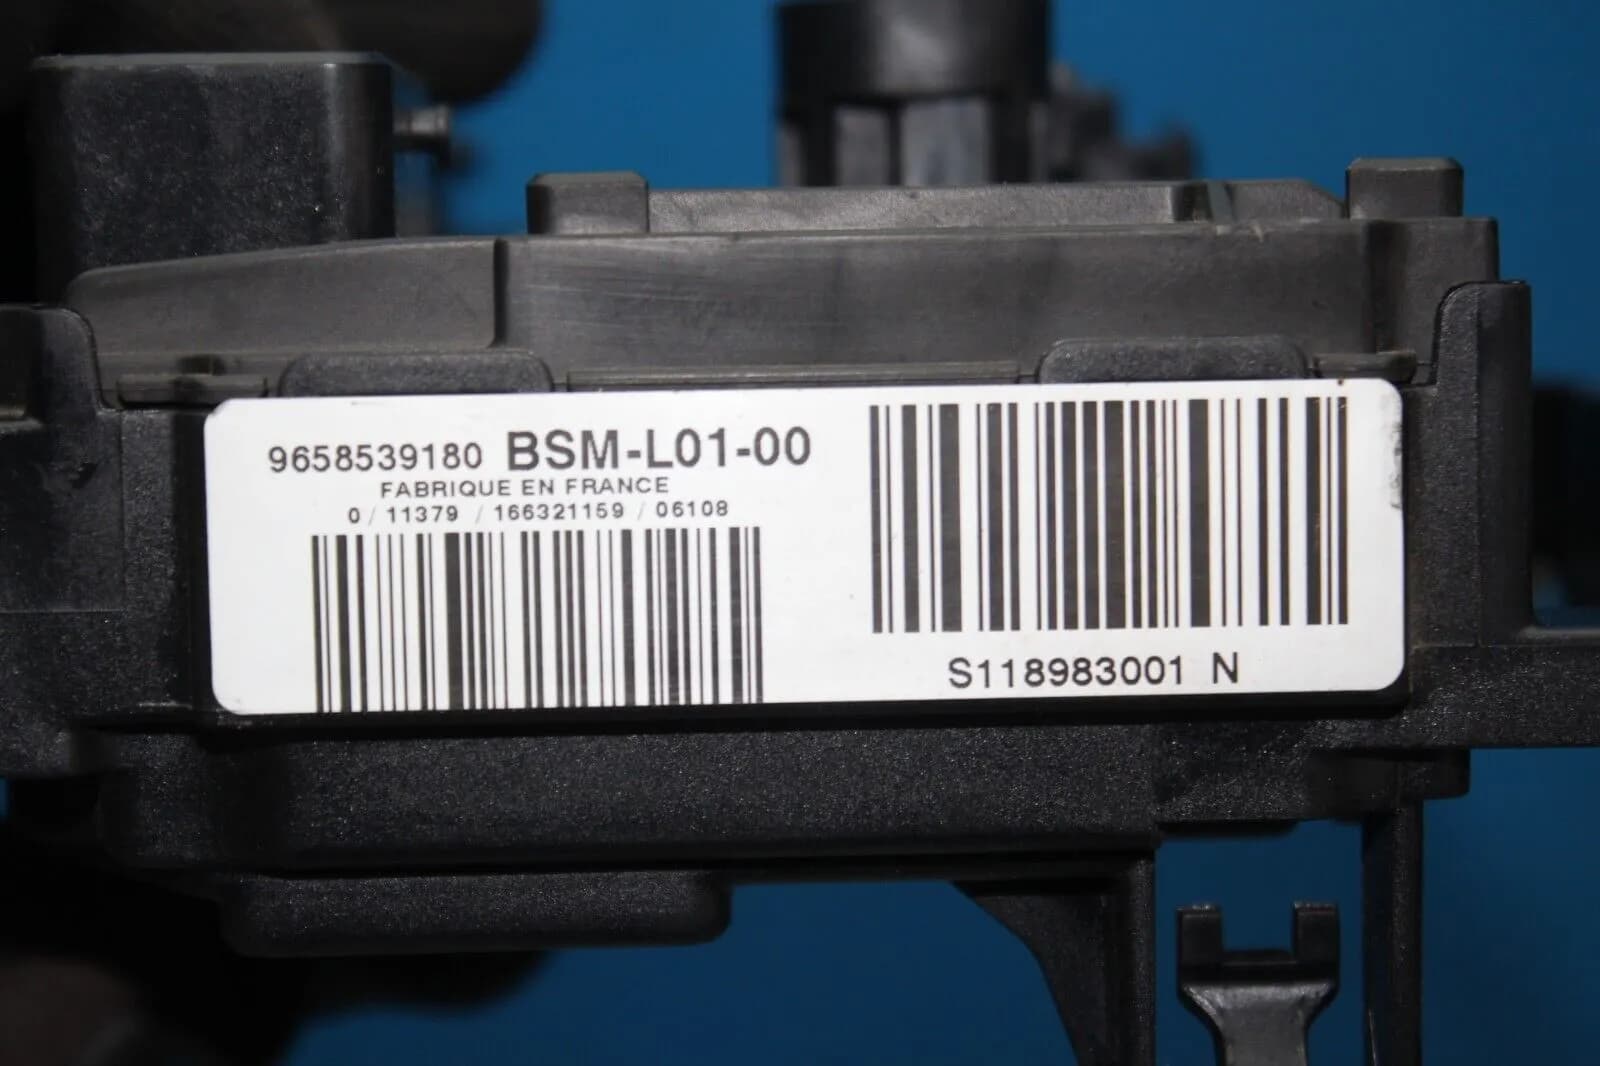 9658539180 BSM-L01-00
FABRIQUE EN FRANCE
0 / 11379 / 166321159 / 06108
S118983001 N